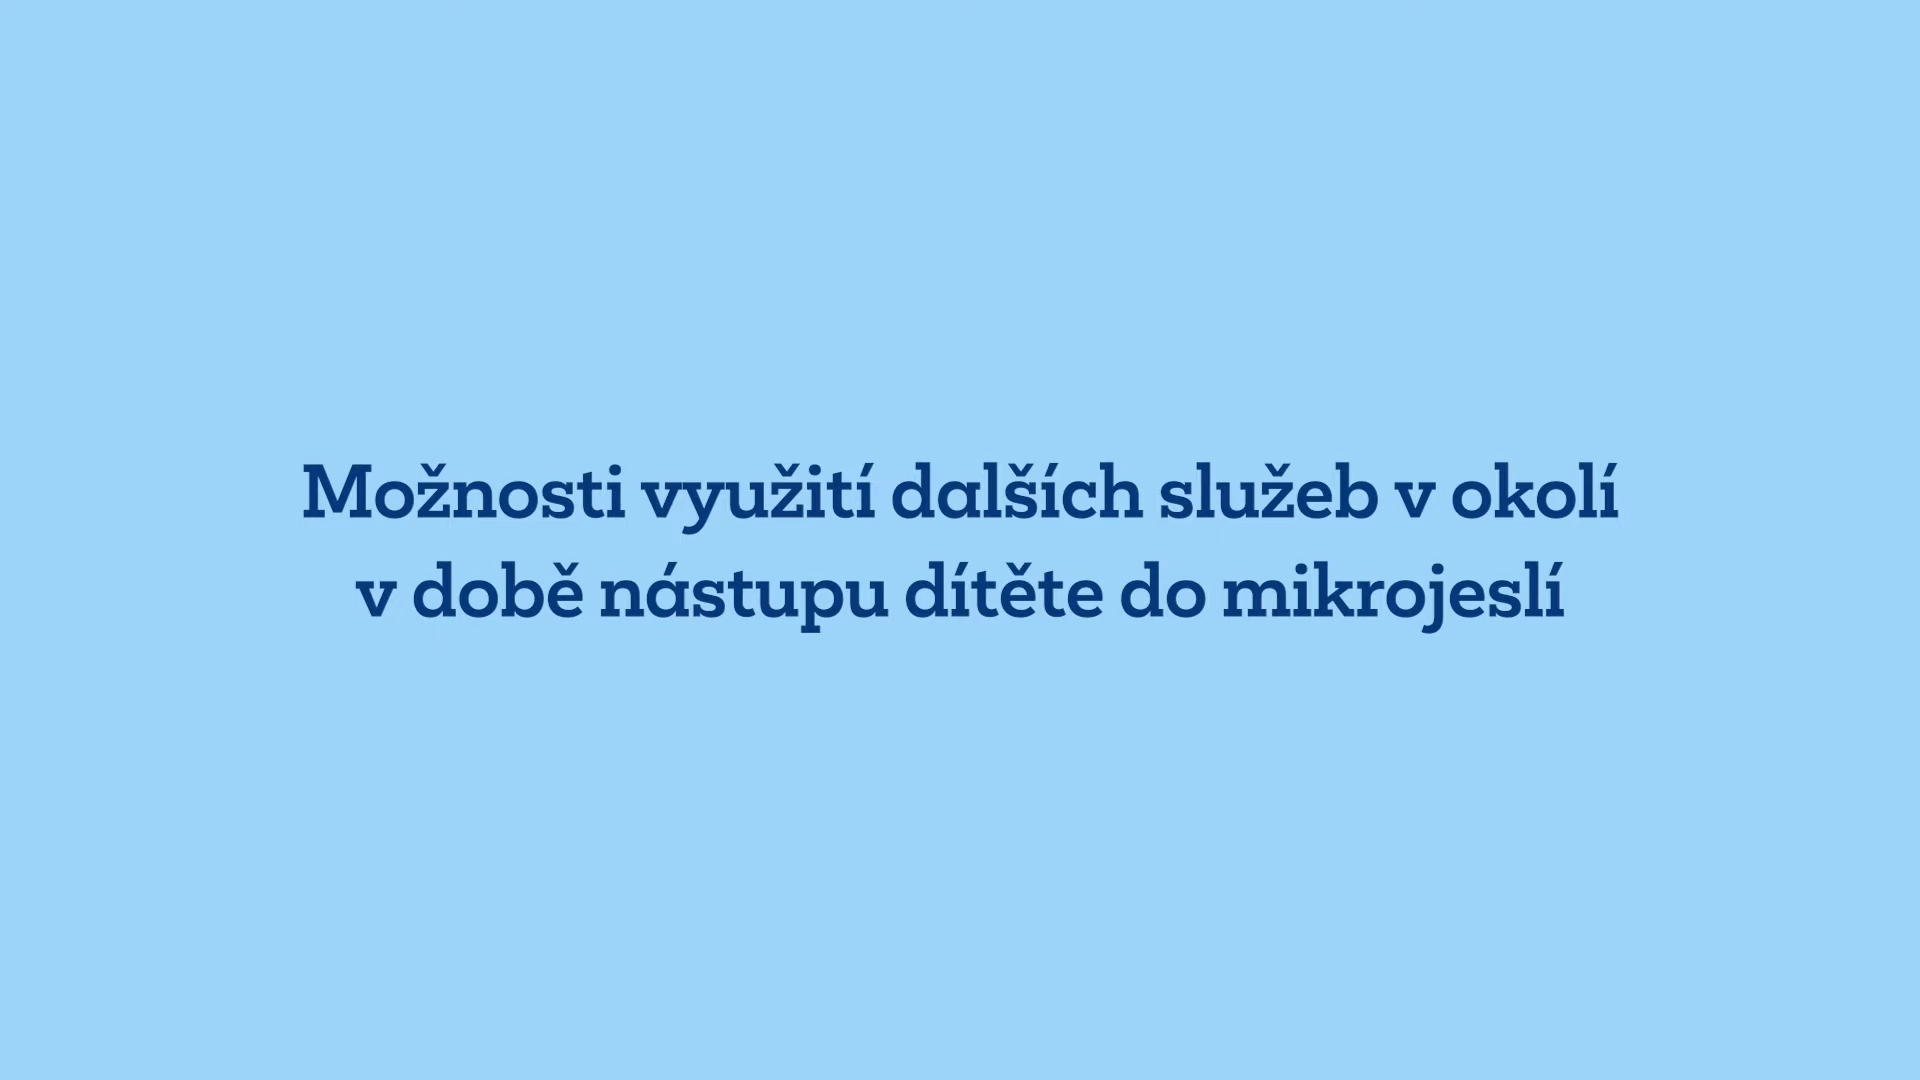 Možnosti využití dalších služeb v okolí
v době nástupu dítěte do mikrojeslí